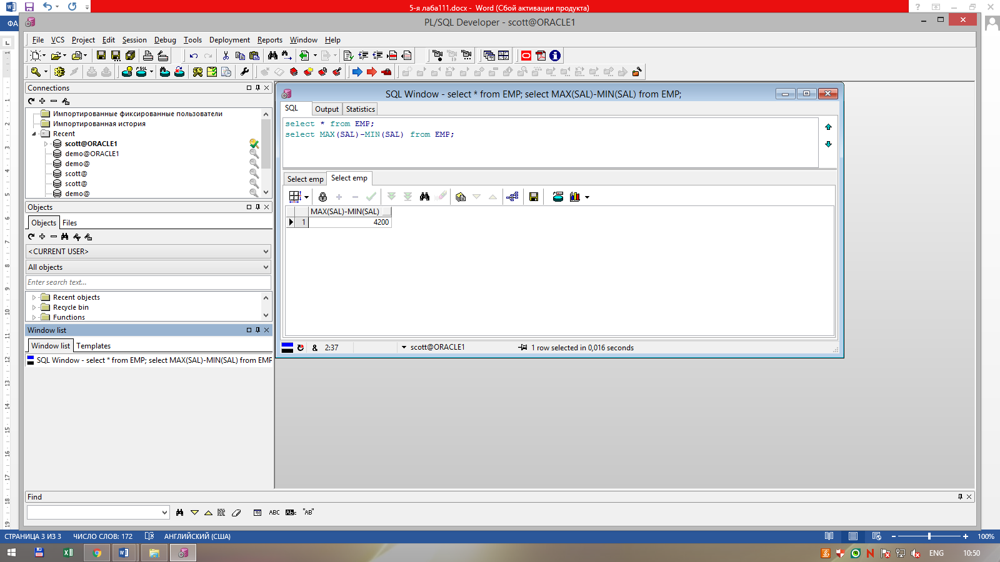 5-я лаба111.docx - Word (Сбой активации продукта)
ФА
PL/SQL Developer - scott@ORACLE1
File VCS Project Edit Session Debug Tools Deployment Reports Window Help
Connections
Импортированные фиксированные пользователи
Импортированная история
Recent
scott@ORACLE1
demo@ORACLE1
demo@
scott@
scott@
demo@
Objects
Objects Files
<CURRENT USER>
All objects
Enter search text...
Recent objects
Recycle bin
Functions
Window list
Window list Templates
SQL Window - select * from EMP; select MAX(SAL)-MIN(SAL) from EMP
SQL Window - select * from EMP; select MAX(SAL)-MIN(SAL) from EMP;
SQL Output Statistics
select * from EMP;
select MAX(SAL)-MIN(SAL) from EMP;
Select emp Select emp
MAX(SAL)-MIN(SAL)
1 4200
& 2:37 scott@ORACLE1 1 row selected in 0,016 seconds
Find
ABC "AB"
СТРАНИЦА 3 ИЗ 3 ЧИСЛО СЛОВ: 172 АНГЛИЙСКИЙ (США) 100%
ENG 10:50